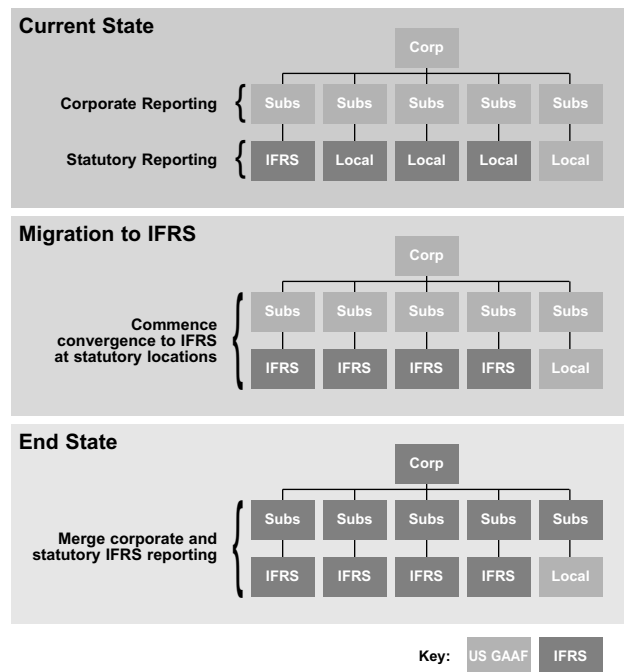 Current State
Corp
Corporate Reporting { Subs Subs Subs Subs Subs
Statutory Reporting { IFRS Local Local Local Local
Migration to IFRS
Corp
Subs Subs Subs Subs Subs
Commence
convergence to IFRS
at statutory locations
{
IFRS IFRS IFRS IFRS Local
End State
Corp
Subs Subs Subs Subs Subs
Merge corporate and
statutory IFRS reporting
{
IFRS IFRS IFRS IFRS Local
Key: US GAAF IFRS